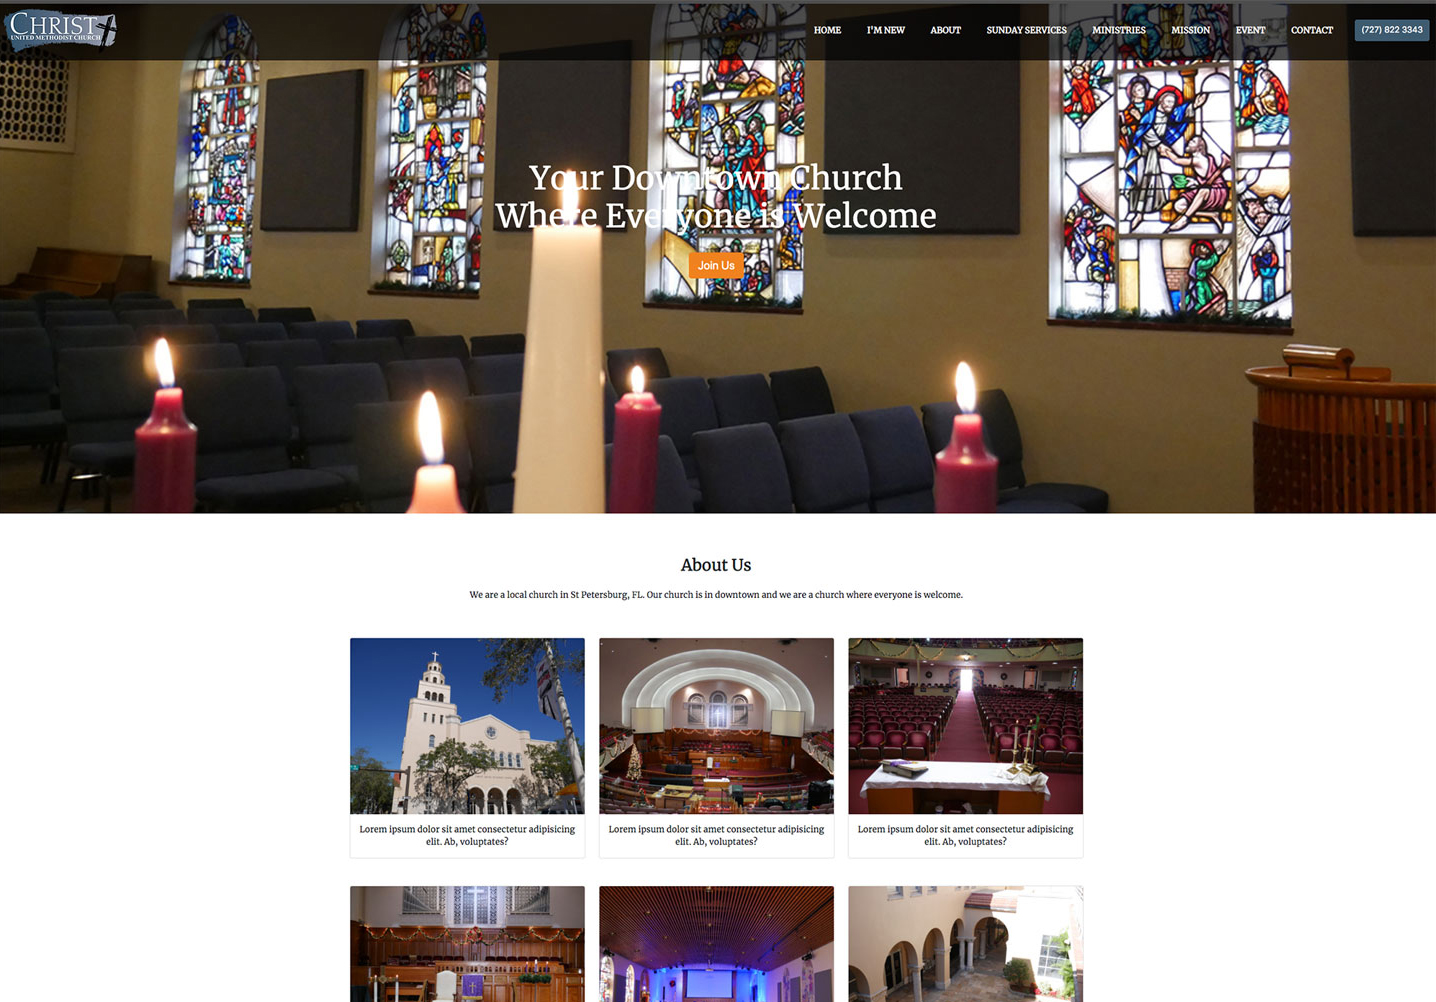 CHRIST
UNITED METHODIST CHURCH
HOME
I'M NEW
ABOUT
SUNDAY SERVICES
MINISTRIES
MISSION
EVENT
CONTACT
(727) 822 3343
Your Downtown Church
Where Everyone is Welcome
Join Us
About Us
We are a local church in St Petersburg, FL. Our church is in downtown and we are a church where everyone is welcome.
Lorem ipsum dolor sit amet consectetur adipisicing
elit. Ab, voluptates?
Lorem ipsum dolor sit amet consectetur adipisicing
elit. Ab, voluptates?
Lorem ipsum dolor sit amet consectetur adipisicing
elit. Ab, voluptates?